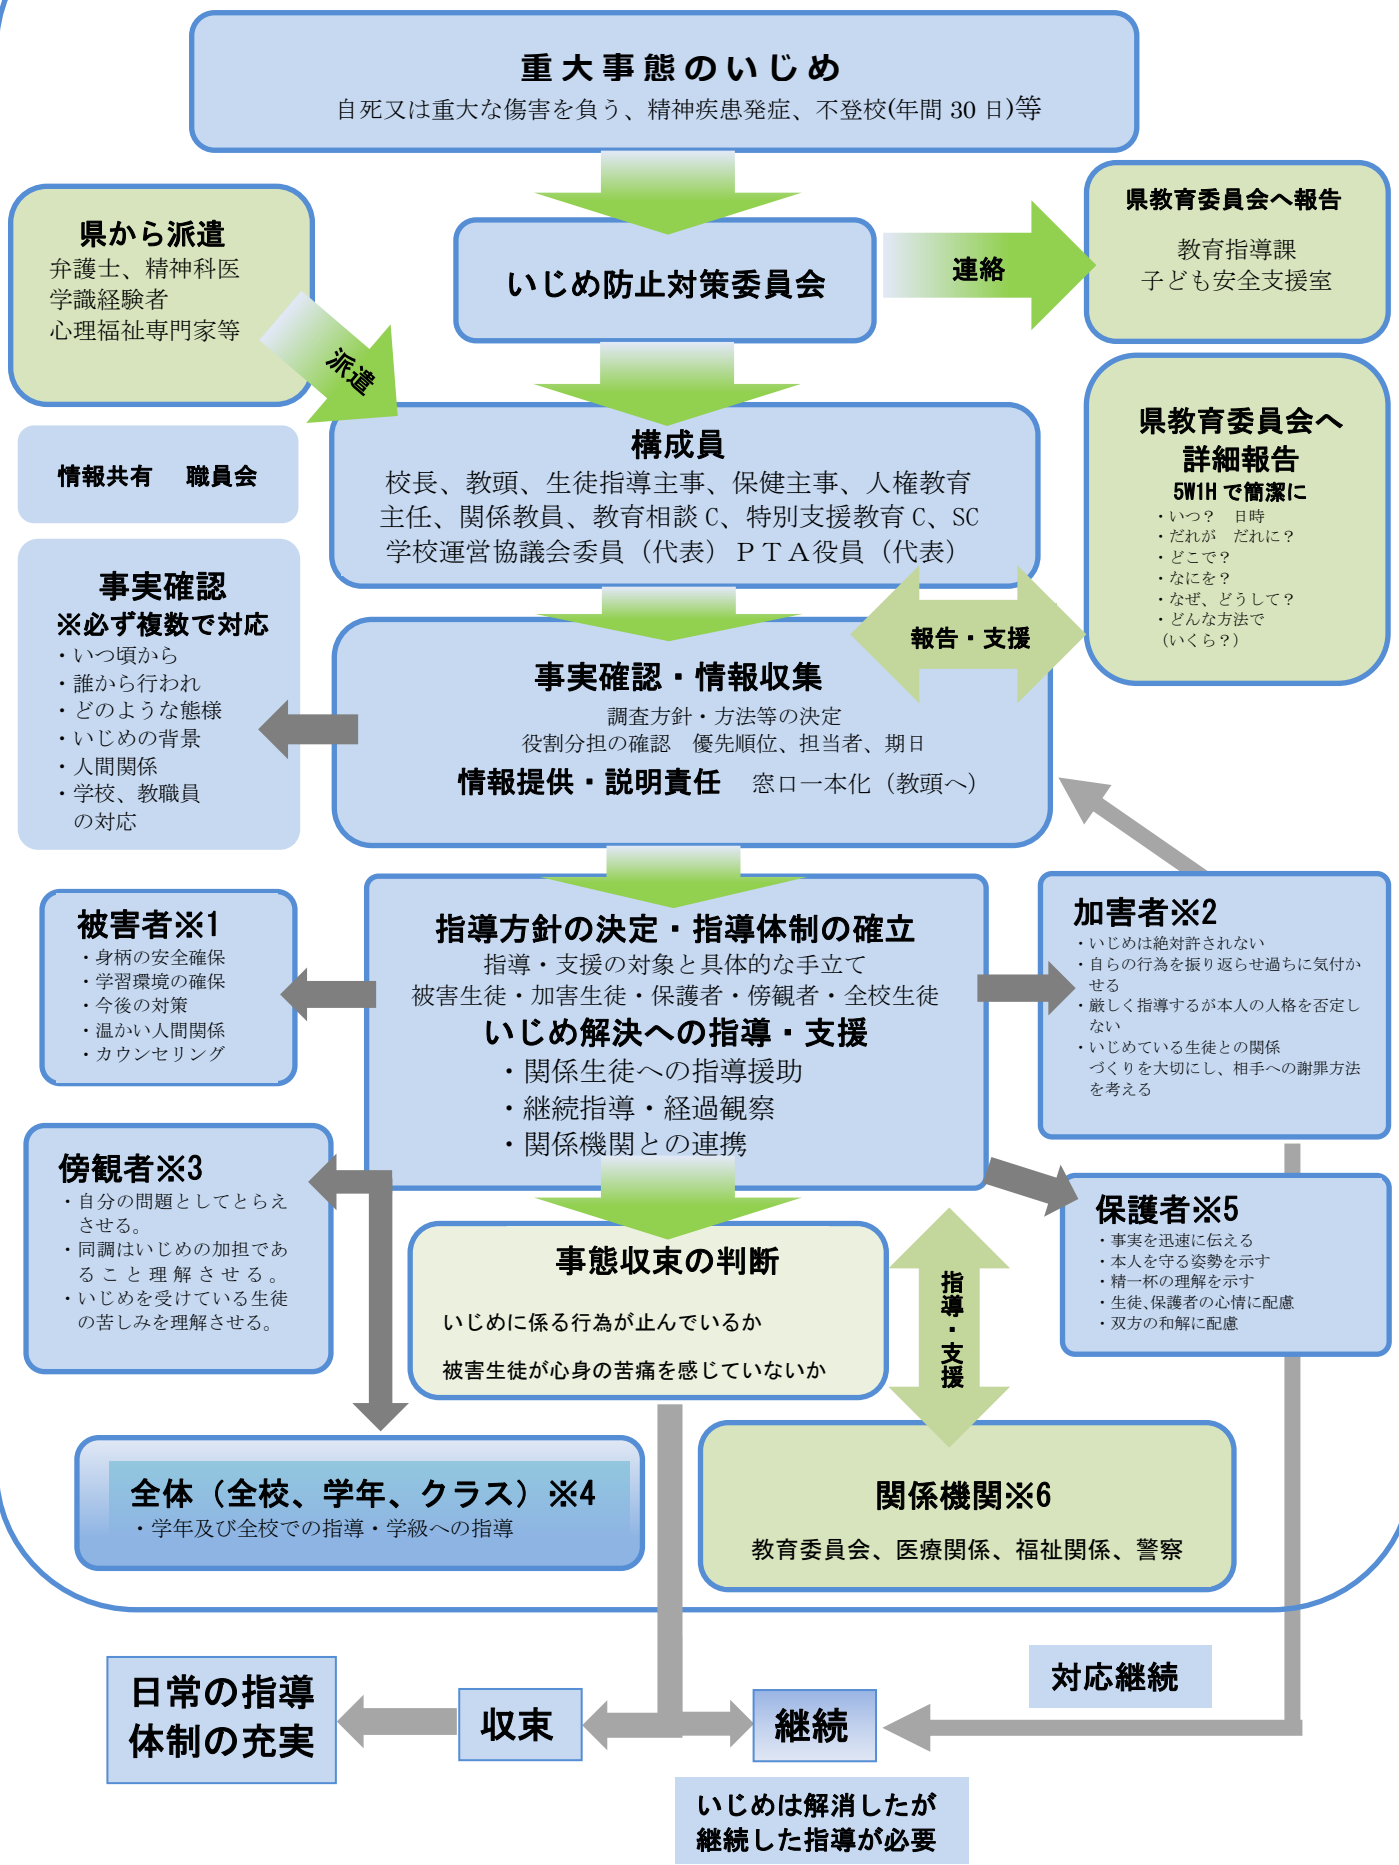 重大事態のいじめ
自死又は重大な傷害を負う、精神疾患発症、不登校(年間 30 日)等
県から派遣
弁護士、精神科医
学識経験者
心理福祉専門家等
派遣
いじめ防止対策委員会
連絡
県教育委員会へ報告
教育指導課
子ども安全支援室
構成員
校長、教頭、生徒指導主事、保健主事、人権教育
主任、関係教員、教育相談 C、特別支援教育 C、SC
学校運営協議会委員（代表）ＰＴＡ役員（代表）
県教育委員会へ
詳細報告
5W1H で簡潔に
・いつ？　日時
・だれが　だれに？
・どこで？
・なにを？
・なぜ、どうして？
・どんな方法で
（いくら？）
情報共有　職員会
事実確認
※必ず複数で対応
・いつ頃から
・誰から行われ
・どのような態様
・いじめの背景
・人間関係
・学校、教職員
の対応
報告・支援
事実確認・情報収集
調査方針・方法等の決定
役割分担の確認　優先順位、担当者、期日
情報提供・説明責任　窓口一本化（教頭へ）
被害者※1
・身柄の安全確保
・学習環境の確保
・今後の対策
・温かい人間関係
・カウンセリング
指導方針の決定・指導体制の確立
指導・支援の対象と具体的な手立て
被害生徒・加害生徒・保護者・傍観者・全校生徒
いじめ解決への指導・支援
・関係生徒への指導援助
・継続指導・経過観察
・関係機関との連携
加害者※2
・いじめは絶対許されない
・自らの行為を振り返らせ過ちに気付か
せる
・厳しく指導するが本人の人格を否定し
ない
・いじめている生徒との関係
づくりを大切にし、相手への謝罪方法
を考える
傍観者※3
・自分の問題としてとらえ
させる。
・同調はいじめの加担であ
ること理解させる。
・いじめを受けている生徒
の苦しみを理解させる。
保護者※5
・事実を迅速に伝える
・本人を守る姿勢を示す
・精一杯の理解を示す
・生徒、保護者の心情に配慮
・双方の和解に配慮
事態収束の判断
いじめに係る行為が止んでいるか
被害生徒が心身の苦痛を感じていないか
指導・支援
全体（全校、学年、クラス）※4
・学年及び全校での指導・学級への指導
関係機関※6
教育委員会、医療関係、福祉関係、警察
対応継続
日常の指導
体制の充実
収束
継続
いじめは解消したが
継続した指導が必要